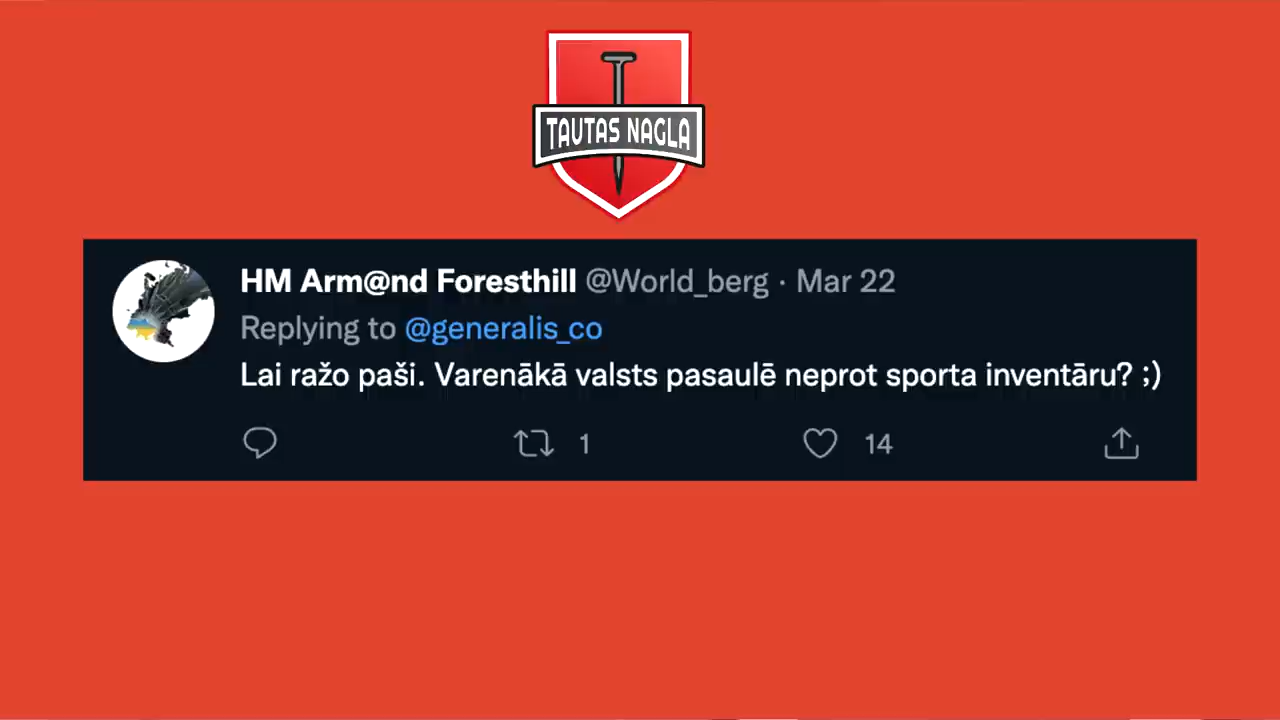 TAUTAS NAGLA
HM Arm@nd Foresthill @World_berg · Mar 22
Replying to @generalis_co
Lai ražo paši. Varenākā valsts pasaulē neprot sporta inventāru? ;)
1 14